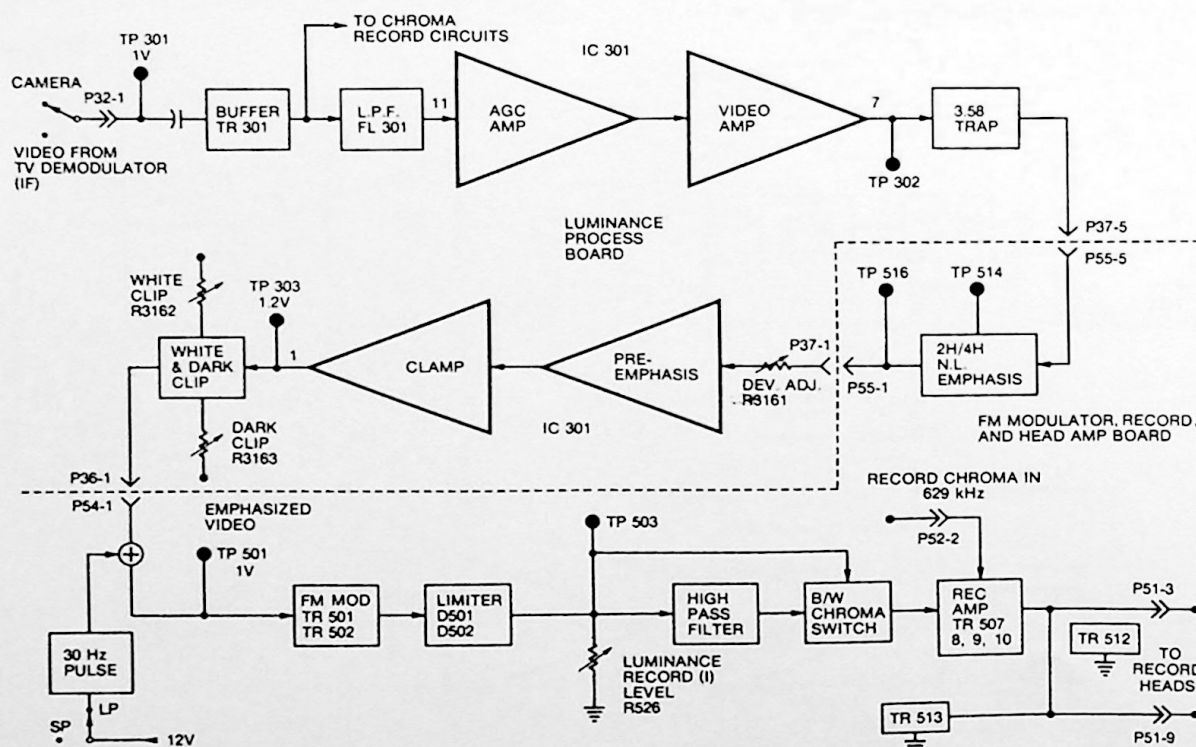 TO CHROMA
RECORD CIRCUITS
TP 301
1V
CAMERA
P32-1
BUFFER
TR 301
L.P.F.
FL 301
11
IC 301
AGC
AMP
VIDEO
AMP
7
3.58
TRAP
VIDEO FROM
TV DEMODULATOR
(IF)
TP 302
LUMINANCE
PROCESS
BOARD
P37-5
P55-5
WHITE
CLIP
R3162
TP 303
1.2V
TP 516
TP 514
WHITE
& DARK
CLIP
1
CLAMP
PRE-
EMPHASIS
P37-1
DEV. ADJ.
R3161
P55-1
2H/4H
N.L.
EMPHASIS
IC 301
DARK
CLIP
R3163
FM MODULATOR, RECORD,
AND HEAD AMP BOARD
P36-1
P54-1
EMPHASIZED
VIDEO
TP 503
RECORD CHROMA IN
629 kHz
P52-2
TP 501
1V
FM MOD
TR 501
TR 502
LIMITER
D501
D502
HIGH
PASS
FILTER
B/W
CHROMA
SWITCH
REC
AMP
TR 507
8, 9, 10
P51-3
TR 512
TO
RECORD
HEADS
30 Hz
PULSE
LUMINANCE
RECORD (I)
LEVEL
R526
LP
SP
12V
TR 513
P51-9